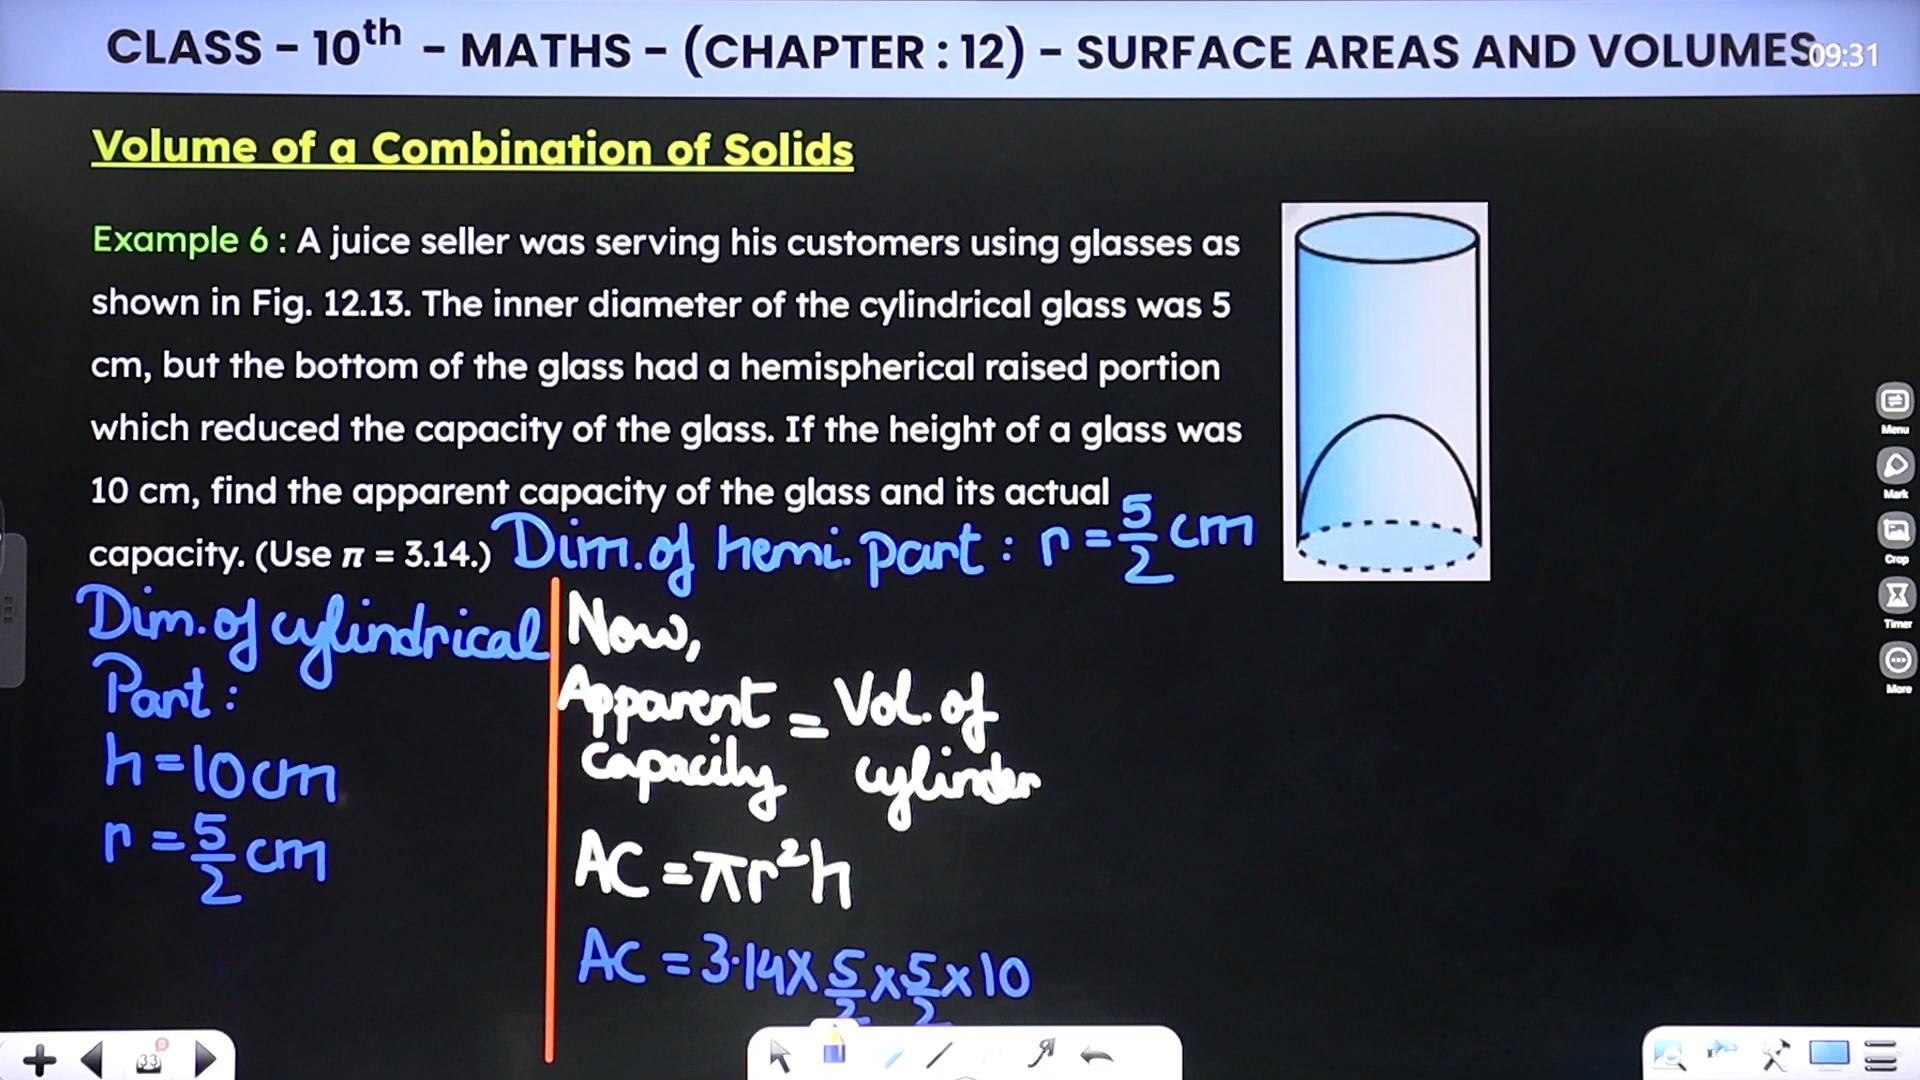 CLASS – 10th – MATHS – (CHAPTER : 12) – SURFACE AREAS AND VOLUMES
09:31
Volume of a Combination of Solids
Example 6 : A juice seller was serving his customers using glasses as
shown in Fig. 12.13. The inner diameter of the cylindrical glass was 5
cm, but the bottom of the glass had a hemispherical raised portion
which reduced the capacity of the glass. If the height of a glass was
10 cm, find the apparent capacity of the glass and its actual
capacity. (Use π = 3.14.)
Dim. of hemi. part : r = 5/2 cm
Dim. of cylindrical
Part :
h = 10 cm
r = 5/2 cm
Now,
Apparent = Vol. of
capacity cylinder
AC = πr²h
AC = 3.14 × 5/2 × 5/2 × 10
Menu
Mark
Crop
Timer
More
33
0